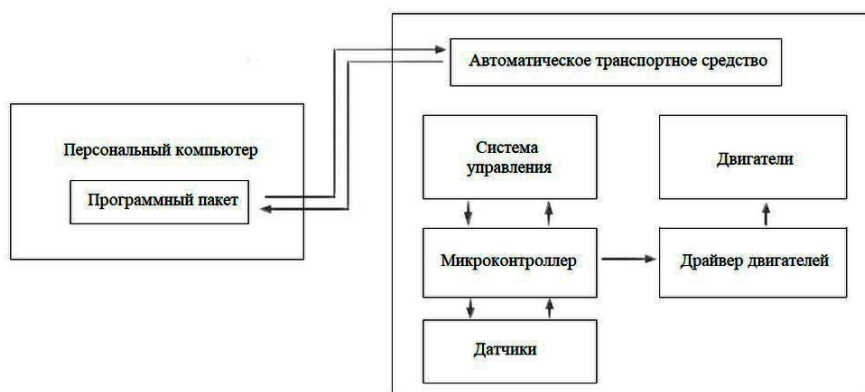 Автоматическое транспортное средство
Персональный компьютер
Программный пакет
Система
управления
Двигатели
Микроконтроллер
Драйвер двигателей
Датчики